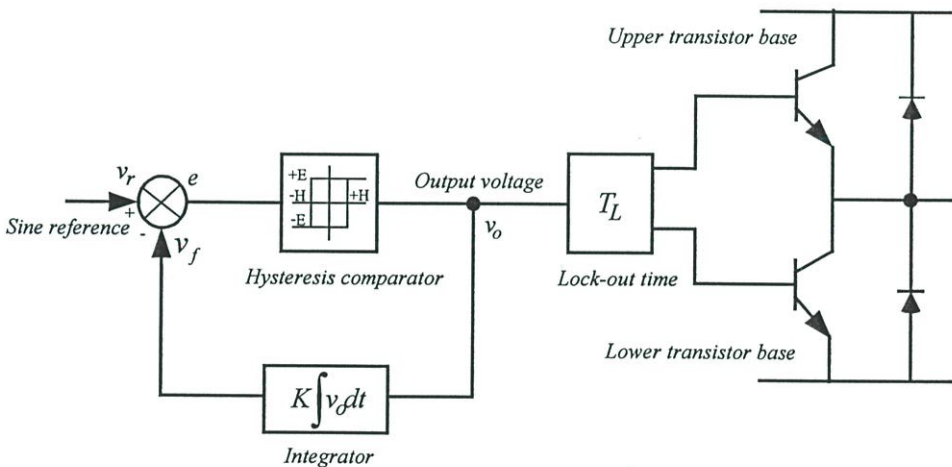 Upper transistor base
v_r
e
+E
-H
+H
-E
Output voltage
T_L
+
Sine reference
-
v_f
v_o
Hysteresis comparator
Lock-out time
Lower transistor base
K∫v_o dt
Integrator